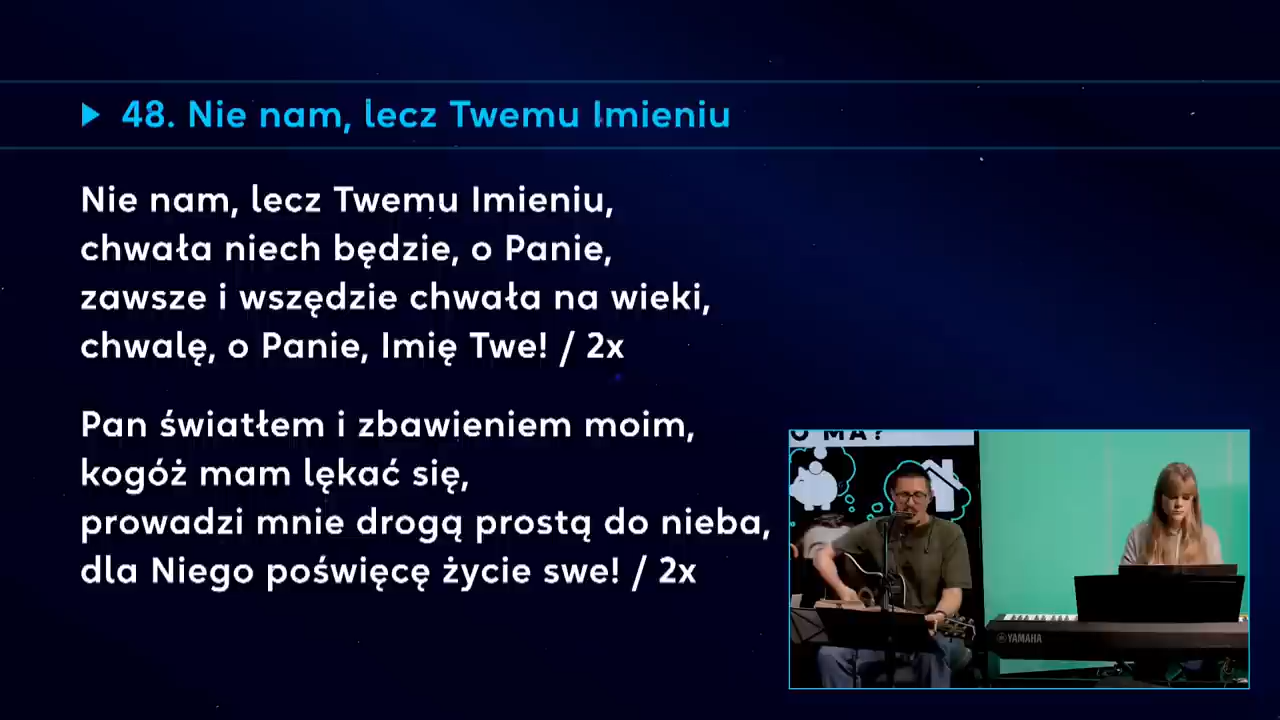 48. Nie nam, lecz Twemu Imieniu
Nie nam, lecz Twemu Imieniu,
chwała niech będzie, o Panie,
zawsze i wszędzie chwała na wieki,
chwalę, o Panie, Imię Twe! / 2x
Pan światłem i zbawieniem moim,
kogóż mam lękać się,
prowadzi mnie drogą prostą do nieba,
dla Niego poświęcę życie swe! / 2x
O MA?
YAMAHA